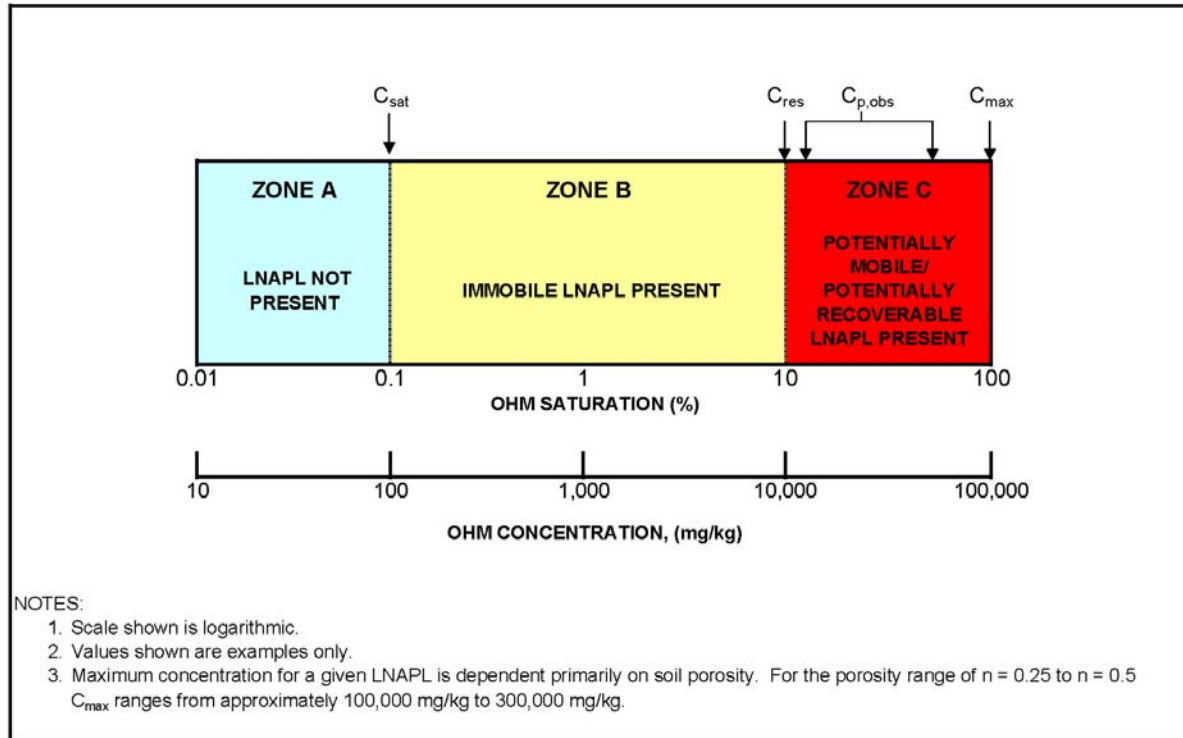 C_sat C_res C_p,obs C_max
ZONE A ZONE B ZONE C
LNAPL NOT
PRESENT
IMMOBILE LNAPL PRESENT
POTENTIALLY
MOBILE/
POTENTIALLY
RECOVERABLE
LNAPL PRESENT
0.01 0.1 1 10 100
OHM SATURATION (%)
10 100 1,000 10,000 100,000
OHM CONCENTRATION, (mg/kg)
NOTES:
1. Scale shown is logarithmic.
2. Values shown are examples only.
3. Maximum concentration for a given LNAPL is dependent primarily on soil porosity. For the porosity range of n = 0.25 to n = 0.5
C_max ranges from approximately 100,000 mg/kg to 300,000 mg/kg.